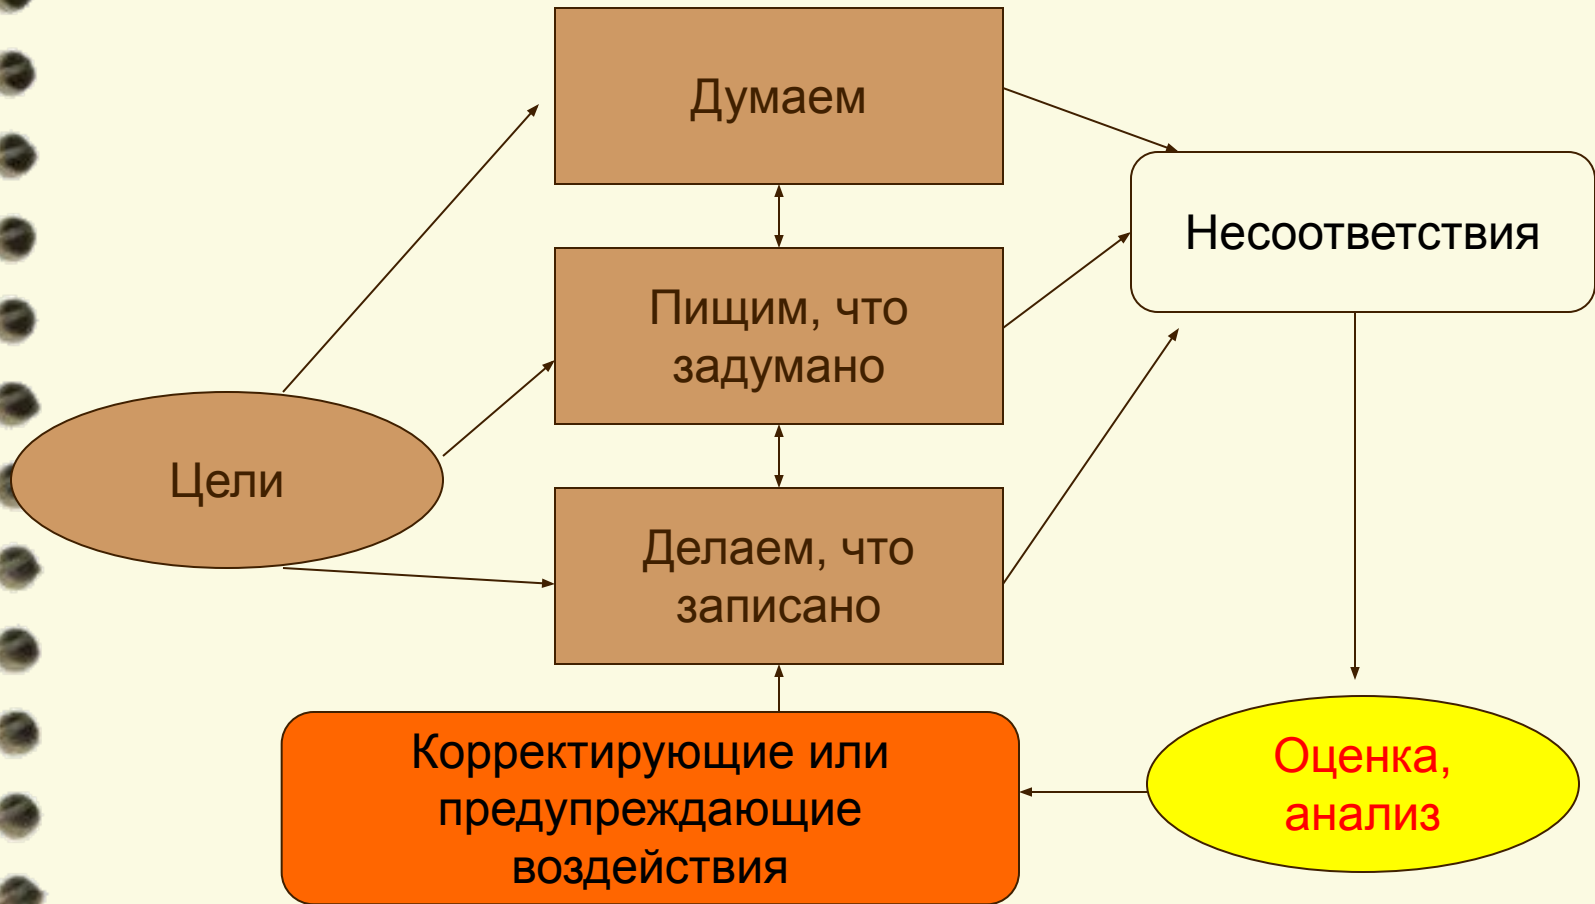 Думаем
Несоответствия
Пищим, что
задумано
Цели
Делаем, что
записано
Корректирующие или
предупреждающие
воздействия
Оценка,
анализ